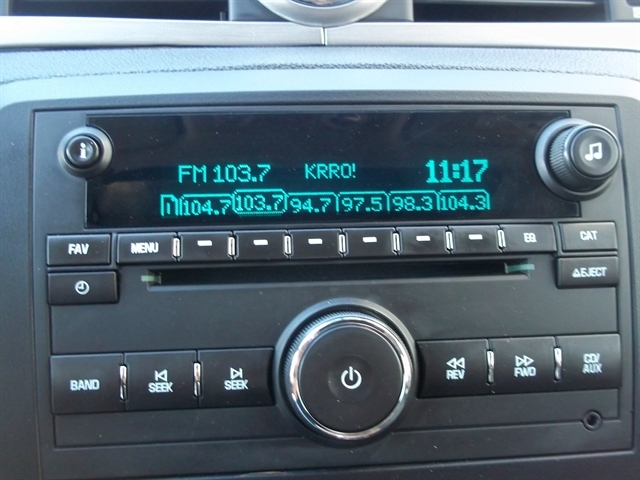 i
FM 103.7 KRRO! 11:17
1 104.7 103.7 94.7 97.5 98.3 104.3
FAV MENU EQ CAT
EJECT
BAND SEEK SEEK REV FWD CD/
AUX